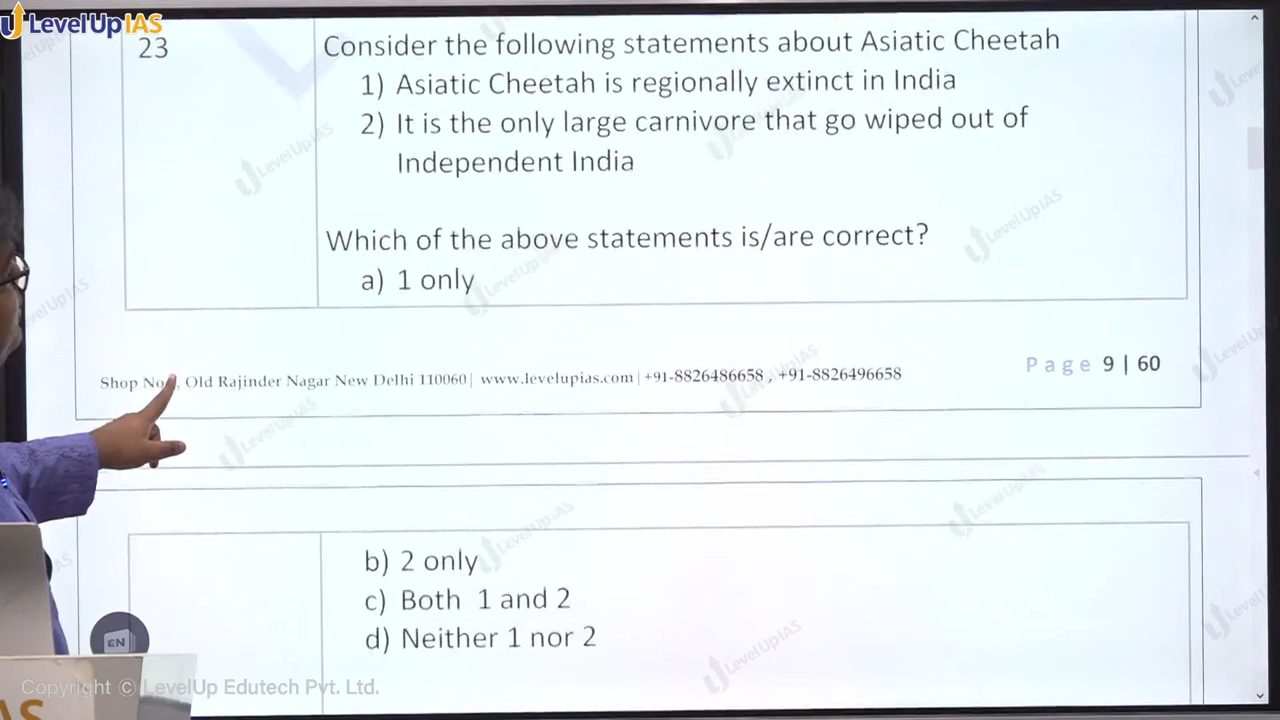 LevelUpIAS
23
Consider the following statements about Asiatic Cheetah
1) Asiatic Cheetah is regionally extinct in India
2) It is the only large carnivore that go wiped out of
Independent India
Which of the above statements is/are correct?
a) 1 only
Shop No , Old Rajinder Nagar New Delhi 110060 | www.levelupias.com | +91-8826486658 , +91-8826496658
Page 9 | 60
b) 2 only
c) Both 1 and 2
d) Neither 1 nor 2
EN
Copyright © LevelUp Edutech Pvt. Ltd.